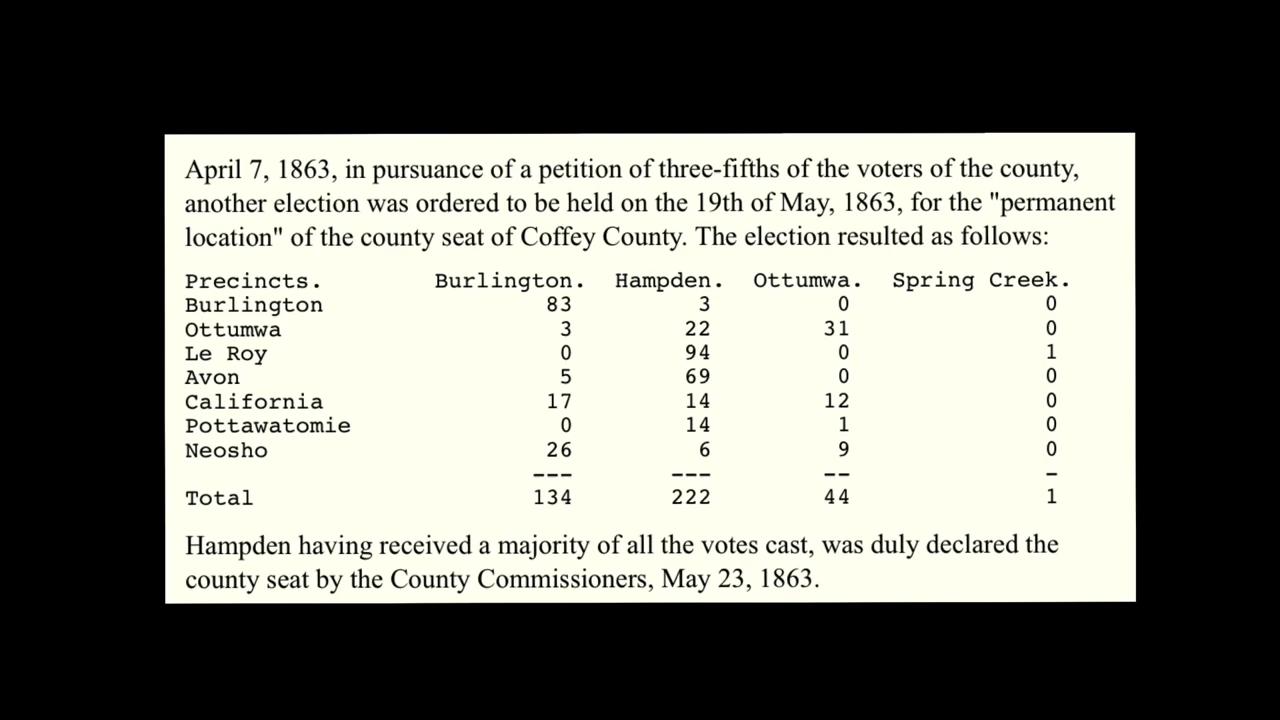 April 7, 1863, in pursuance of a petition of three-fifths of the voters of the county,
another election was ordered to be held on the 19th of May, 1863, for the "permanent
location" of the county seat of Coffey County. The election resulted as follows:
Precincts. Burlington. Hampden. Ottumwa. Spring Creek.
Burlington 83 3 0 0
Ottumwa 3 22 31 0
Le Roy 0 94 0 1
Avon 5 69 0 0
California 17 14 12 0
Pottawatomie 0 14 1 0
Neosho 26 6 9 0
--- --- -- -
Total 134 222 44 1
Hampden having received a majority of all the votes cast, was duly declared the
county seat by the County Commissioners, May 23, 1863.